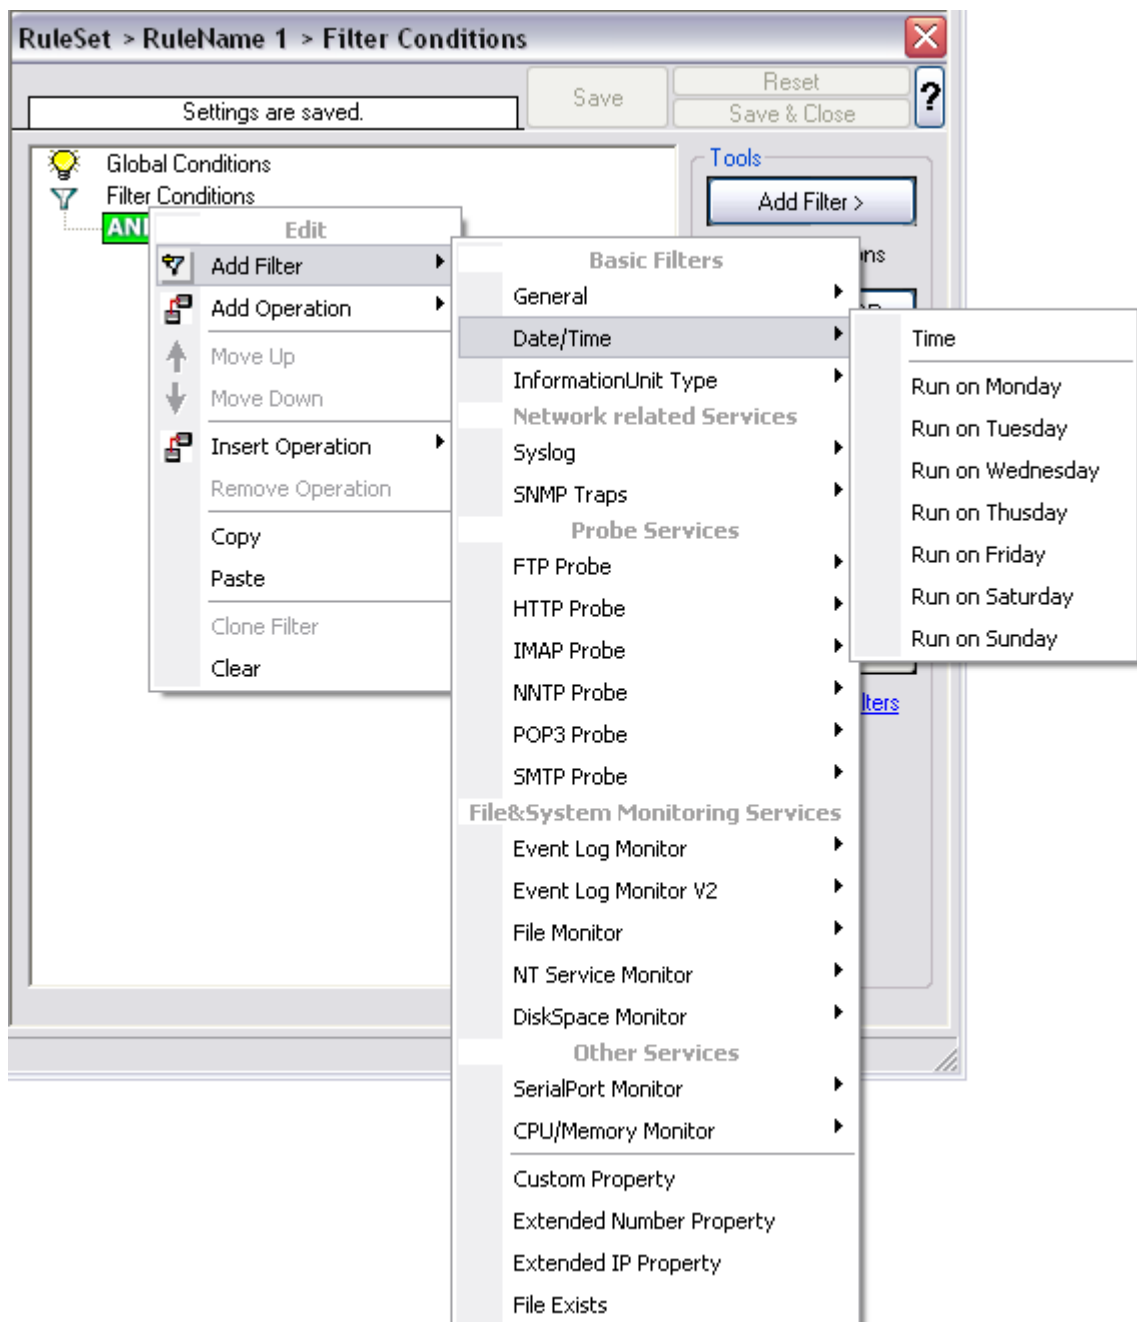 RuleSet > RuleName 1 > Filter Conditions
Settings are saved.
Save
Reset
Save & Close
?
Global Conditions
Filter Conditions
Tools
Add Filter >
Edit
Add Filter
Add Operation
Move Up
Move Down
Insert Operation
Remove Operation
Copy
Paste
Clone Filter
Clear
Basic Filters
General
Date/Time
InformationUnit Type
Network related Services
Syslog
SNMP Traps
Probe Services
FTP Probe
HTTP Probe
IMAP Probe
NNTP Probe
POP3 Probe
SMTP Probe
File&System Monitoring Services
Event Log Monitor
Event Log Monitor V2
File Monitor
NT Service Monitor
DiskSpace Monitor
Other Services
SerialPort Monitor
CPU/Memory Monitor
Custom Property
Extended Number Property
Extended IP Property
File Exists
Time
Run on Monday
Run on Tuesday
Run on Wednesday
Run on Thusday
Run on Friday
Run on Saturday
Run on Sunday